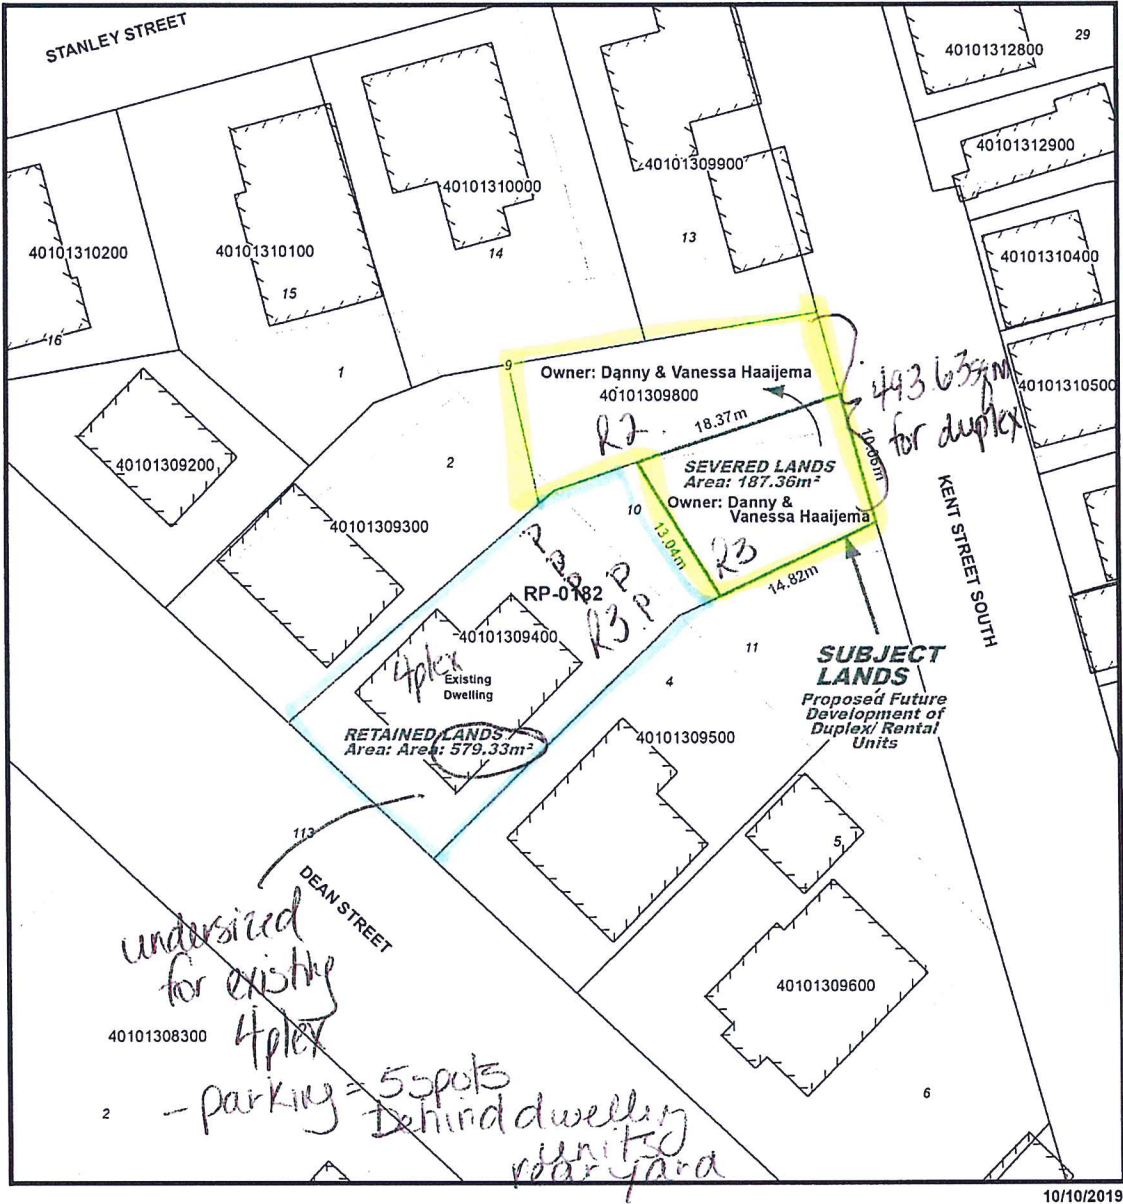 STANLEY STREET
40101312800
29
40101312900
40101310000
40101309900
40101310200
40101310100
14
13
40101310400
15
16
1
9
Owner: Danny & Vanessa Haaijema
40101309800
493.63sqm
for duplex
40101310500
R2
18.37m
10.06m
40101309200
2
SEVERED LANDS
Area: 187.36m²
Owner: Danny &
Vanessa Haaijema
10
40101309300
13.04m
R3
14.82m
KENT STREET SOUTH
P
P
P
P
P
RP-0182
R3
40101309400
4plex
Existing
Dwelling
11
4
SUBJECT
LANDS
Proposed Future
Development of
Duplex/ Rental
Units
RETAINED LANDS
Area: Area: 579.33m²
40101309500
113
5
DEAN STREET
undersized
for existing
4plex
40101308300
40101309600
2
6
- parking = 5 spots
Behind dwelling
units
rear yard
10/10/2019